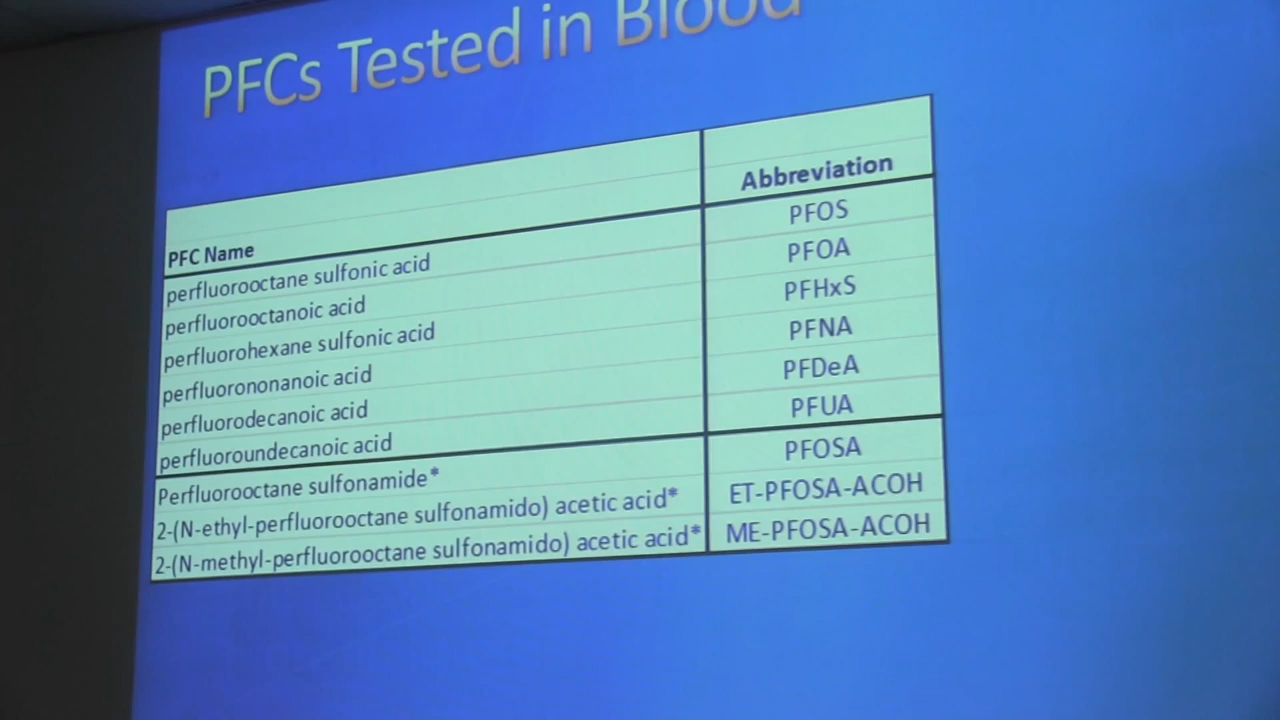 PFCs Tested in Blood
PFC Name Abbreviation
perfluorooctane sulfonic acid PFOS
perfluorooctanoic acid PFOA
perfluorohexane sulfonic acid PFHxS
perfluorononanoic acid PFNA
perfluorodecanoic acid PFDeA
perfluoroundecanoic acid PFUA
Perfluorooctane sulfonamide* PFOSA
2-(N-ethyl-perfluorooctane sulfonamido) acetic acid* ET-PFOSA-ACOH
2-(N-methyl-perfluorooctane sulfonamido) acetic acid* ME-PFOSA-ACOH